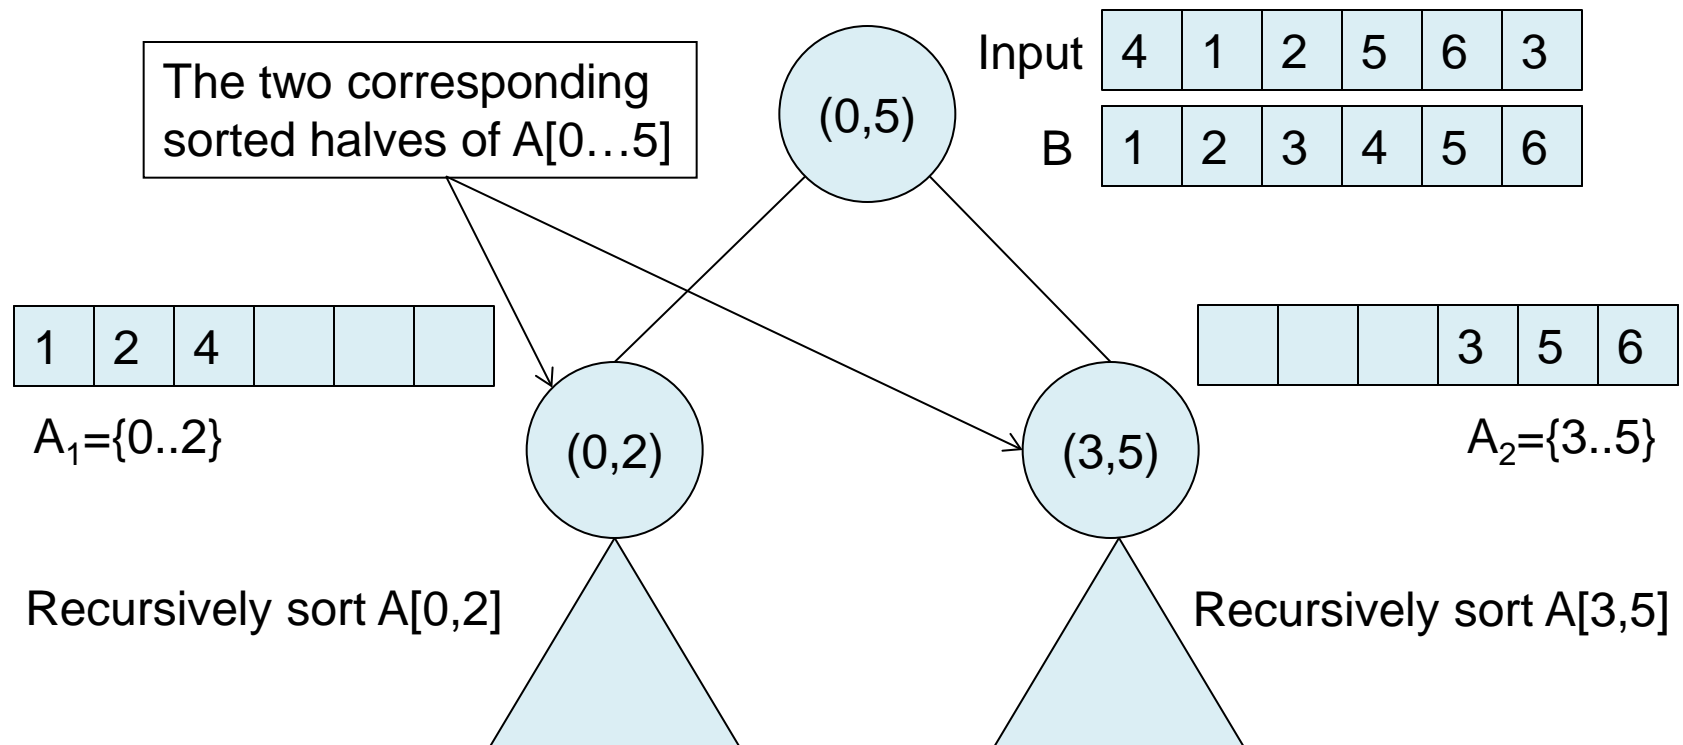 The two corresponding
sorted halves of A[0…5]
(0,5)
Input 4 1 2 5 6 3
B 1 2 3 4 5 6
1 2 4
3 5 6
A₁={0..2}
(0,2)
(3,5)
A₂={3..5}
Recursively sort A[0,2]
Recursively sort A[3,5]